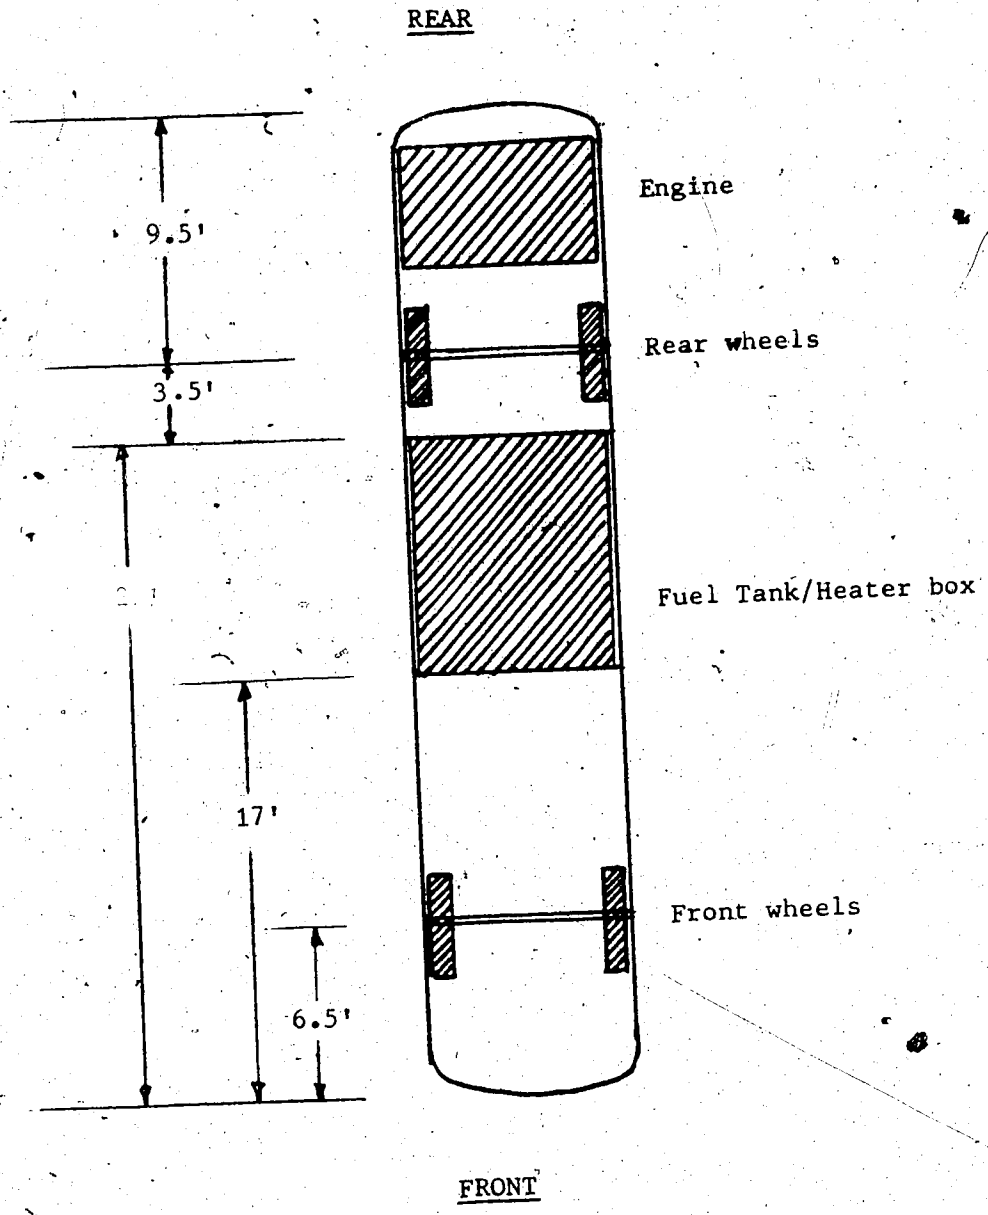 REAR
Engine
9.5'
Rear wheels
3.5'
Fuel Tank/Heater box
17'
Front wheels
6.5'
FRONT